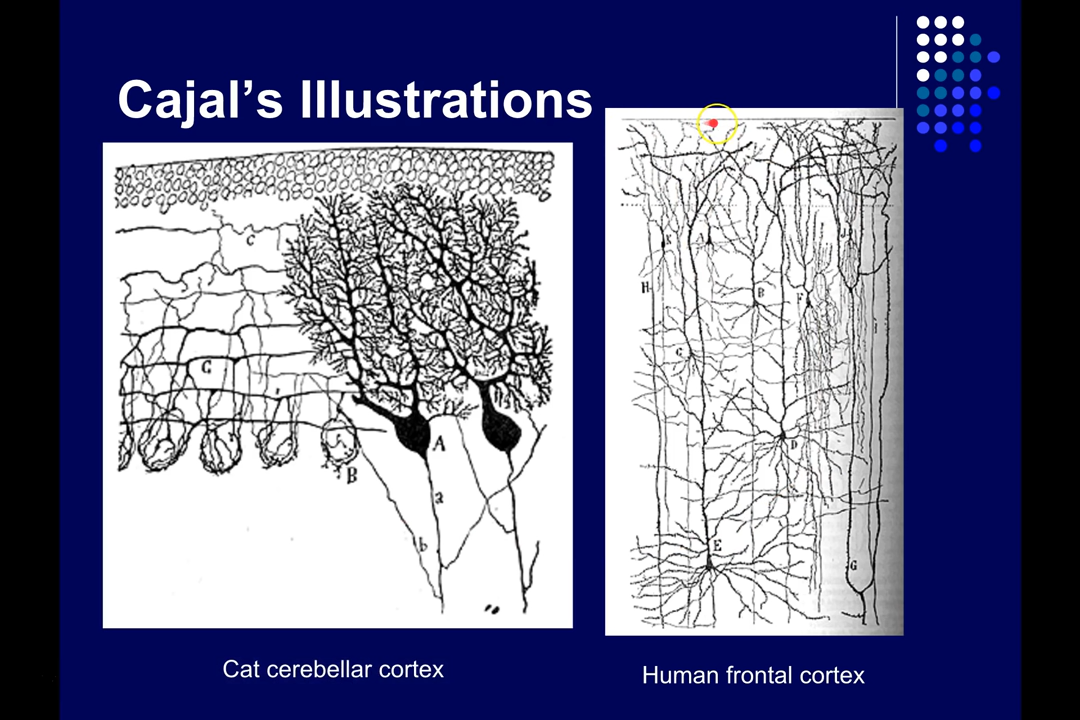 Cajal's Illustrations
C
C
A
B
a
b
A
H
B
F
C
D
E
G
Cat cerebellar cortex
Human frontal cortex